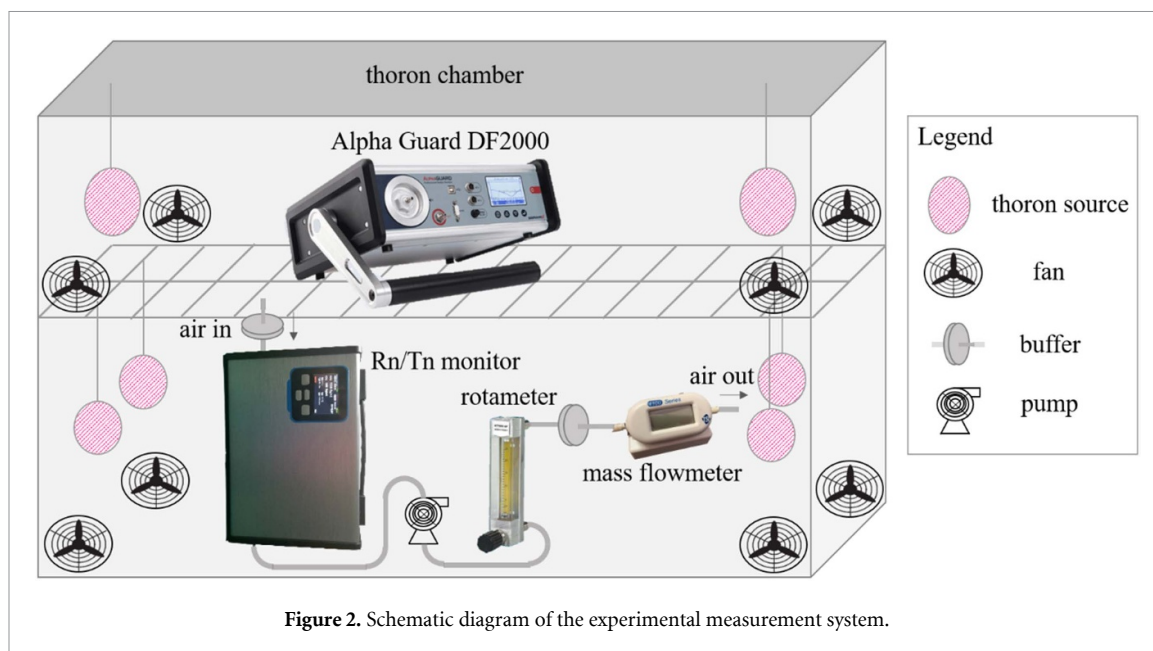 thoron chamber
Alpha Guard DF2000
Legend
thoron source
fan
buffer
pump
air in
Rn/Tn monitor
rotameter
air out
mass flowmeter
Figure 2. Schematic diagram of the experimental measurement system.